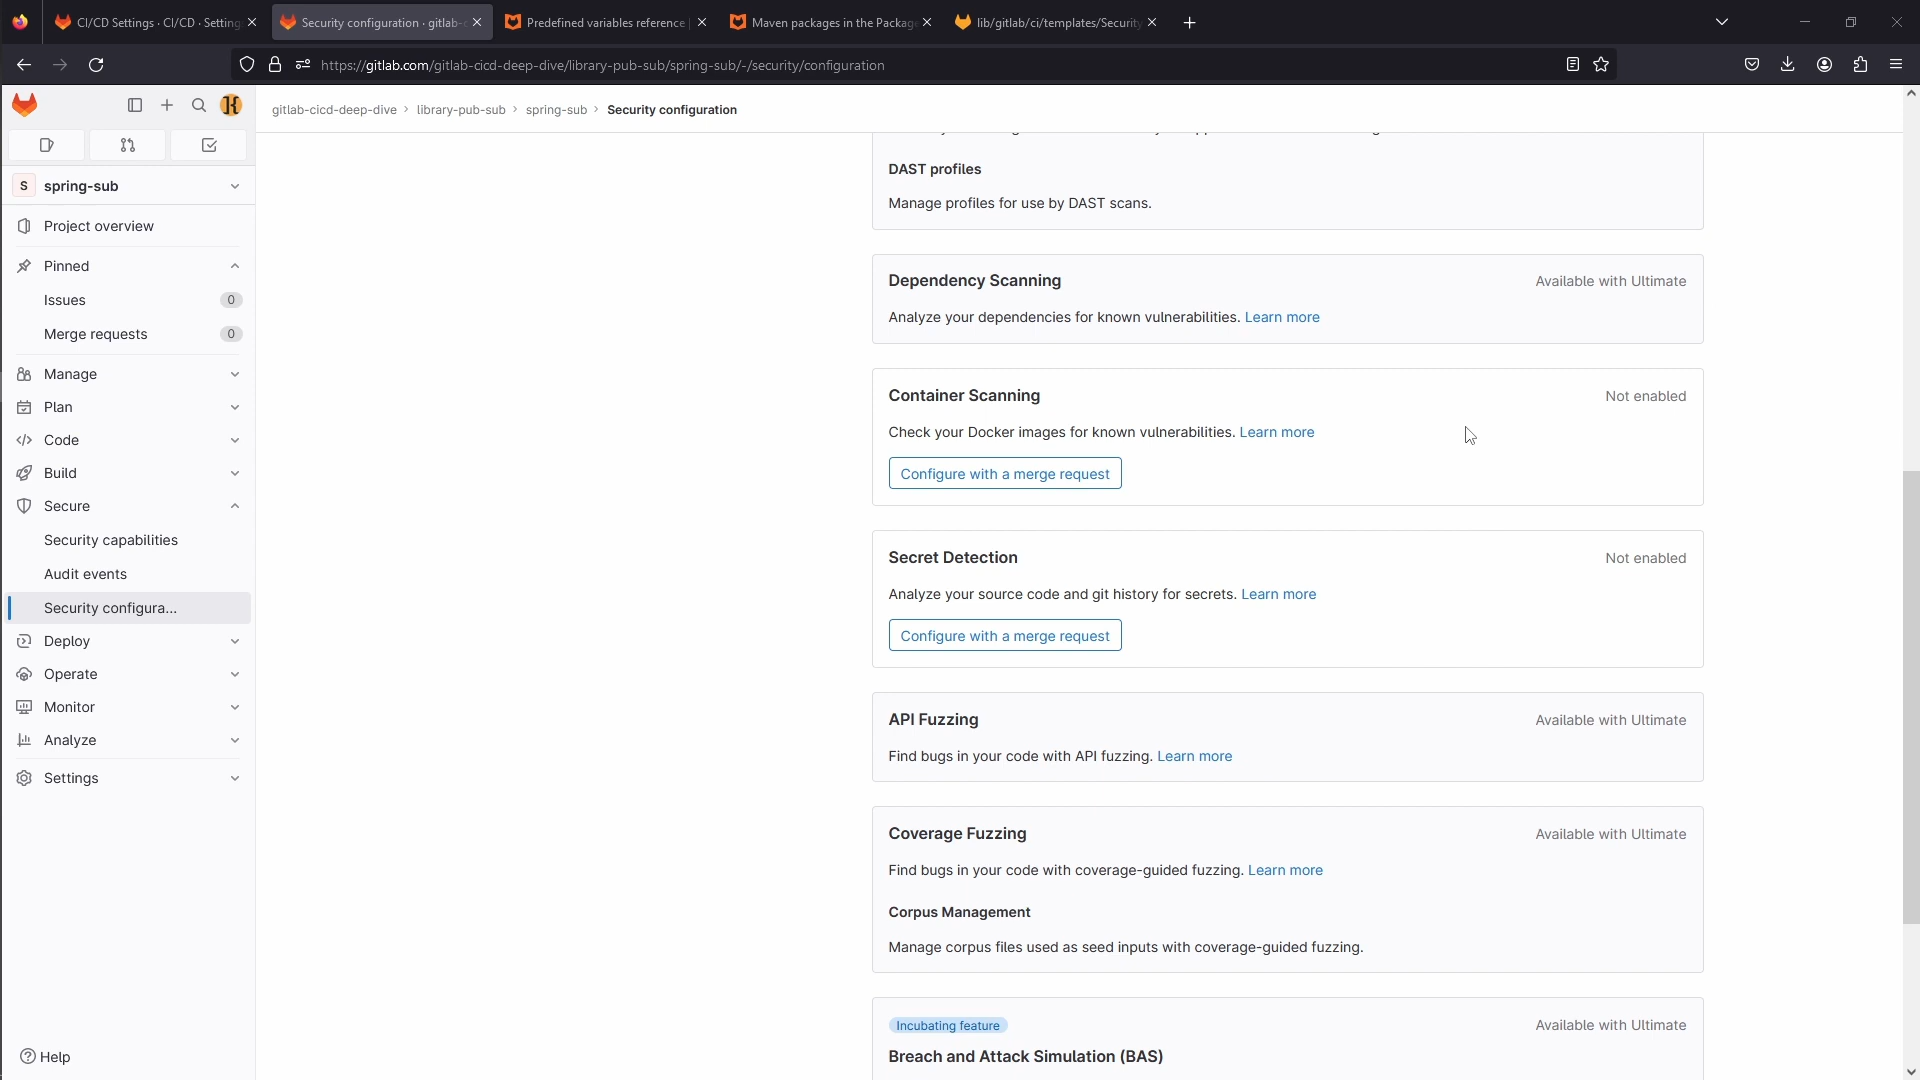 CI/CD Settings · CI/CD · Setting
Security configuration · gitlab-c
Predefined variables reference |
Maven packages in the Package
lib/gitlab/ci/templates/Security
https://gitlab.com/gitlab-cicd-deep-dive/library-pub-sub/spring-sub/-/security/configuration
gitlab-cicd-deep-dive › library-pub-sub › spring-sub › Security configuration
S spring-sub
Project overview
Pinned
Issues 0
Merge requests 0
Manage
Plan
Code
Build
Secure
Security capabilities
Audit events
Security configura...
Deploy
Operate
Monitor
Analyze
Settings
Help
DAST profiles
Manage profiles for use by DAST scans.
Dependency Scanning Available with Ultimate
Analyze your dependencies for known vulnerabilities. Learn more
Container Scanning Not enabled
Check your Docker images for known vulnerabilities. Learn more
Configure with a merge request
Secret Detection Not enabled
Analyze your source code and git history for secrets. Learn more
Configure with a merge request
API Fuzzing Available with Ultimate
Find bugs in your code with API fuzzing. Learn more
Coverage Fuzzing Available with Ultimate
Find bugs in your code with coverage-guided fuzzing. Learn more
Corpus Management
Manage corpus files used as seed inputs with coverage-guided fuzzing.
Incubating feature Available with Ultimate
Breach and Attack Simulation (BAS)